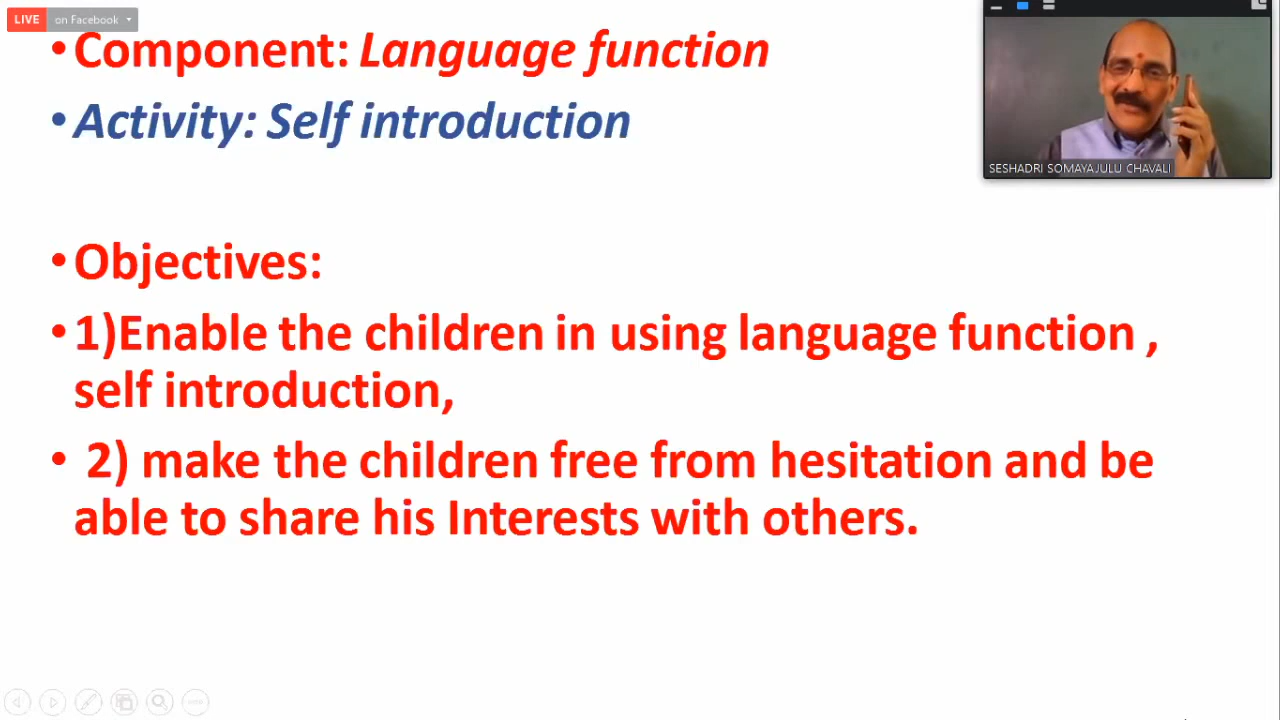 LIVE on Facebook
• Component: Language function
• Activity: Self introduction
SESHADRI SOMAYAJULU CHAVALI
• Objectives:
• 1)Enable the children in using language function ,
self introduction,
• 2) make the children free from hesitation and be
able to share his Interests with others.